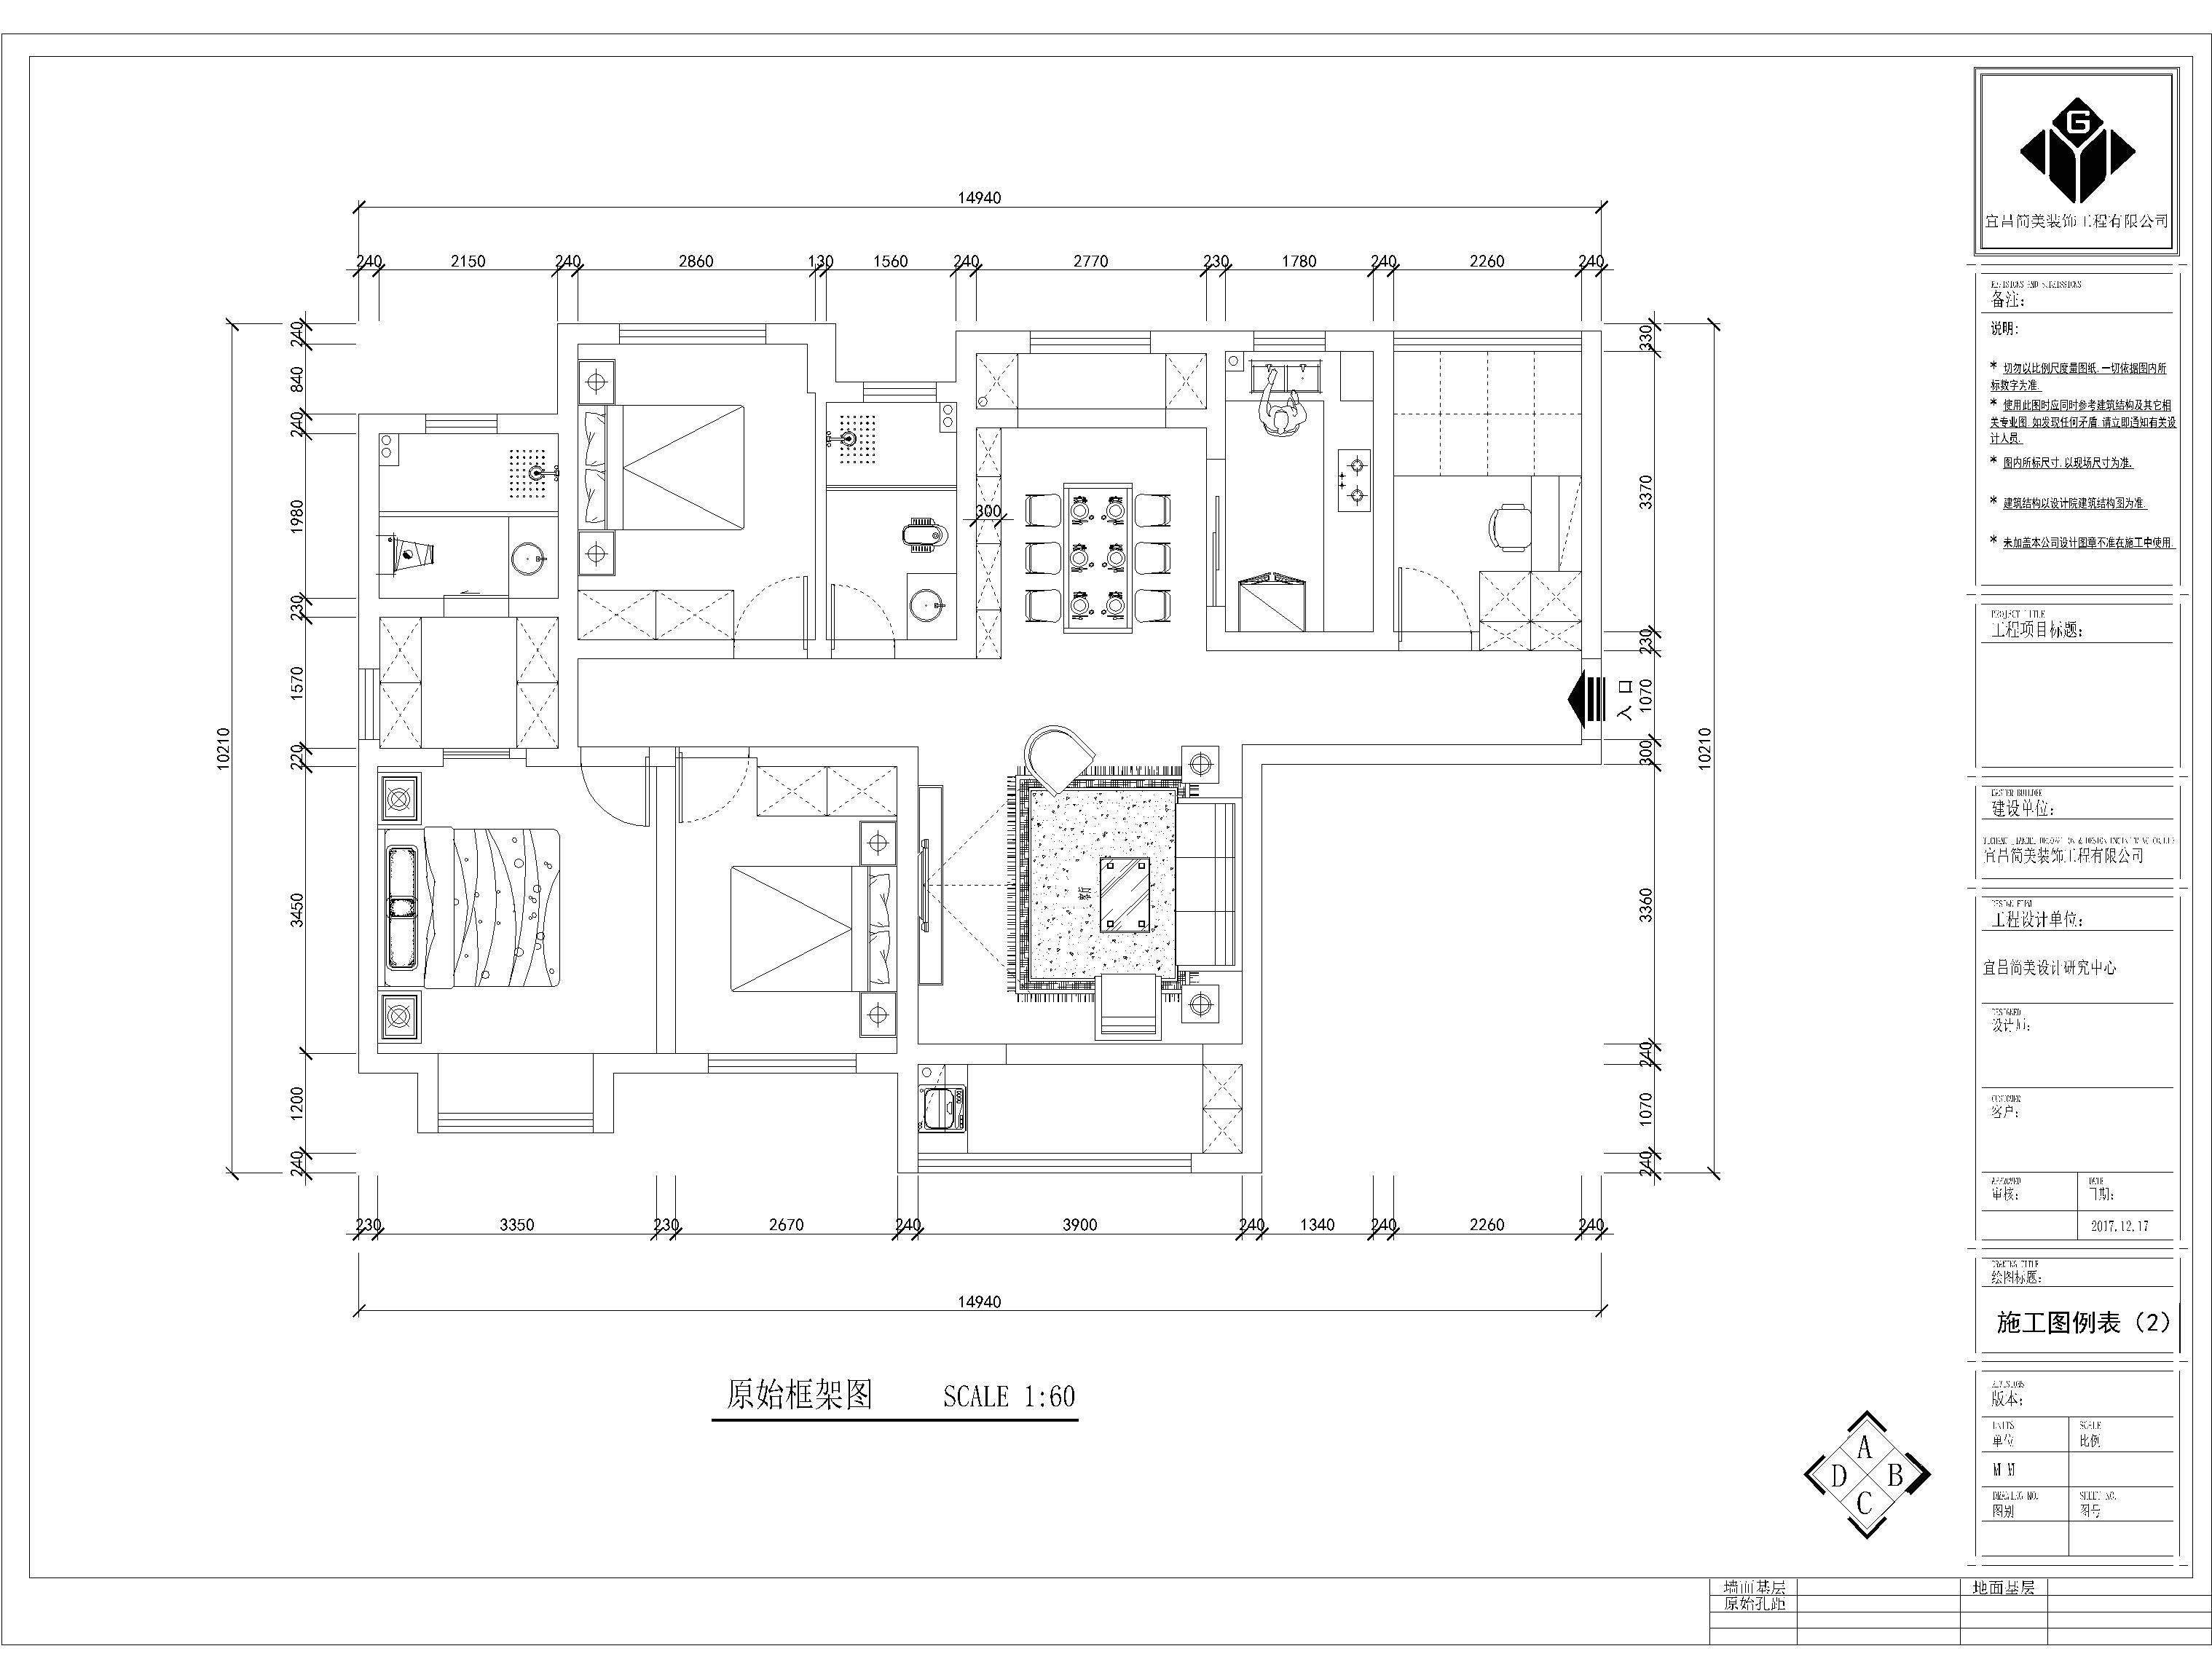 14940
240 2150 240 2860 130 1560 240 2770 230 1780 240 2260 240
10210
240
840
240
1980
230
1570
220
3450
1200
240
300
客厅
入口
330
3370
230
1070
300
3360
240
1070
240
10210
230 3350 230 2670 240 3900 240 1340 240 2260 240
14940
原始框架图 SCALE 1:60
A
D B
C
G
宜昌简美装饰工程有限公司
备注:
说明:
* 切勿以比例尺度量图纸.一切依据图内所
标数字为准.
* 使用此图时应同时参考建筑结构及其它相
关专业图.如发现任何矛盾.请立即通知有关设
计人员.
* 图内所标尺寸.以现场尺寸为准.
* 建筑结构以设计院建筑结构图为准.
* 未加盖本公司设计图章不准在施工中使用.
PROJECT TITLE
工程项目标题:
建设单位:
宜昌简美装饰工程有限公司
工程设计单位:
宜昌简美设计研究中心
DESIGNED
设计师:
CUSTOMER
客户:
APPROVED DATE
审核: 日期:
2017.12.17
DRAWING TITLE
绘图标题:
施工图例表（2）
版本:
UNITS SCALE
单位 比例
M M
DRAWING NO. SHEET NO.
图别 图号
墙面基层 地面基层
原始孔距